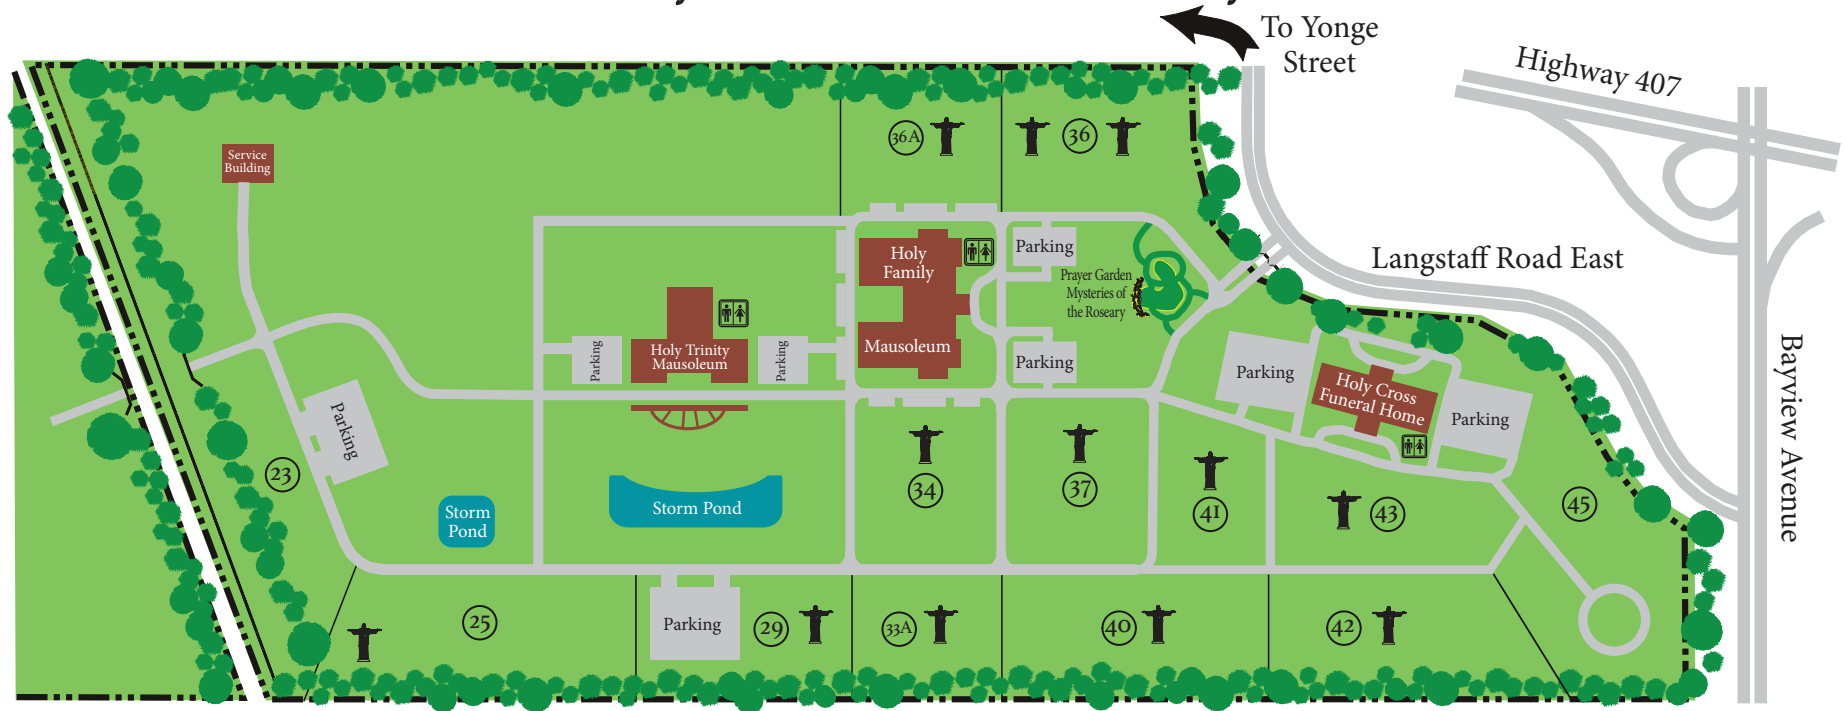 To Yonge
Street
Highway 407
36A
36
Service
Building
Holy
Family
Parking
Prayer Garden
Mysteries of
the Roseary
Langstaff Road East
Parking
Holy Trinity
Mausoleum
Parking
Mausoleum
Parking
Parking
Holy Cross
Funeral Home
Parking
Bayview Avenue
Parking
23
Storm
Pond
Storm Pond
34
37
41
43
45
25
Parking
29
33A
40
42